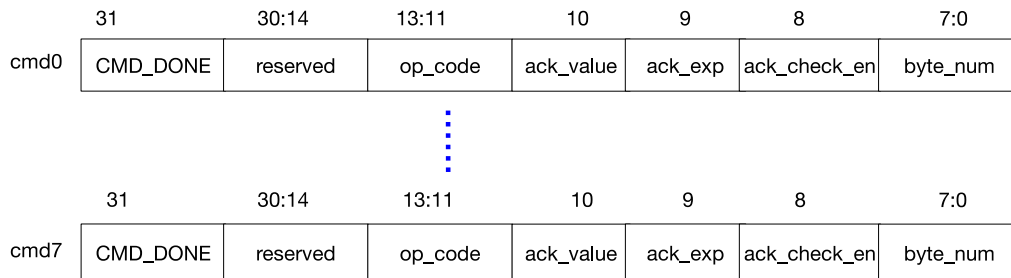 31 30:14 13:11 10 9 8 7:0
cmd0 CMD_DONE reserved op_code ack_value ack_exp ack_check_en byte_num
31 30:14 13:11 10 9 8 7:0
cmd7 CMD_DONE reserved op_code ack_value ack_exp ack_check_en byte_num